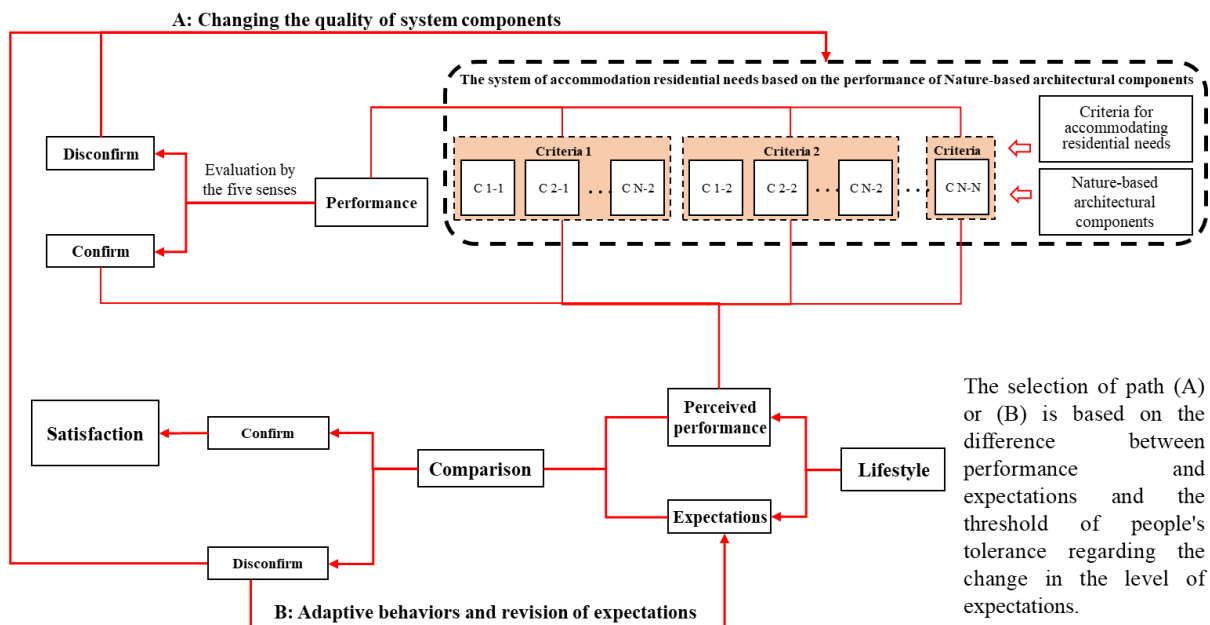 A: Changing the quality of system components
The system of accommodation residential needs based on the performance of Nature-based architectural components
Criteria for
accommodating
residential needs
Criteria 1
Criteria 2
Criteria
Disconfirm
Evaluation by
the five senses
Performance
C 1-1
C 2-1
...
C N-2
C 1-2
C 2-2
...
C N-2
...
C N-N
Nature-based
architectural
components
Confirm
Perceived
performance
Satisfaction
Confirm
Comparison
Lifestyle
Expectations
Disconfirm
B: Adaptive behaviors and revision of expectations
The selection of path (A)
or (B) is based on the
difference between
performance and
expectations and the
threshold of people's
tolerance regarding the
change in the level of
expectations.